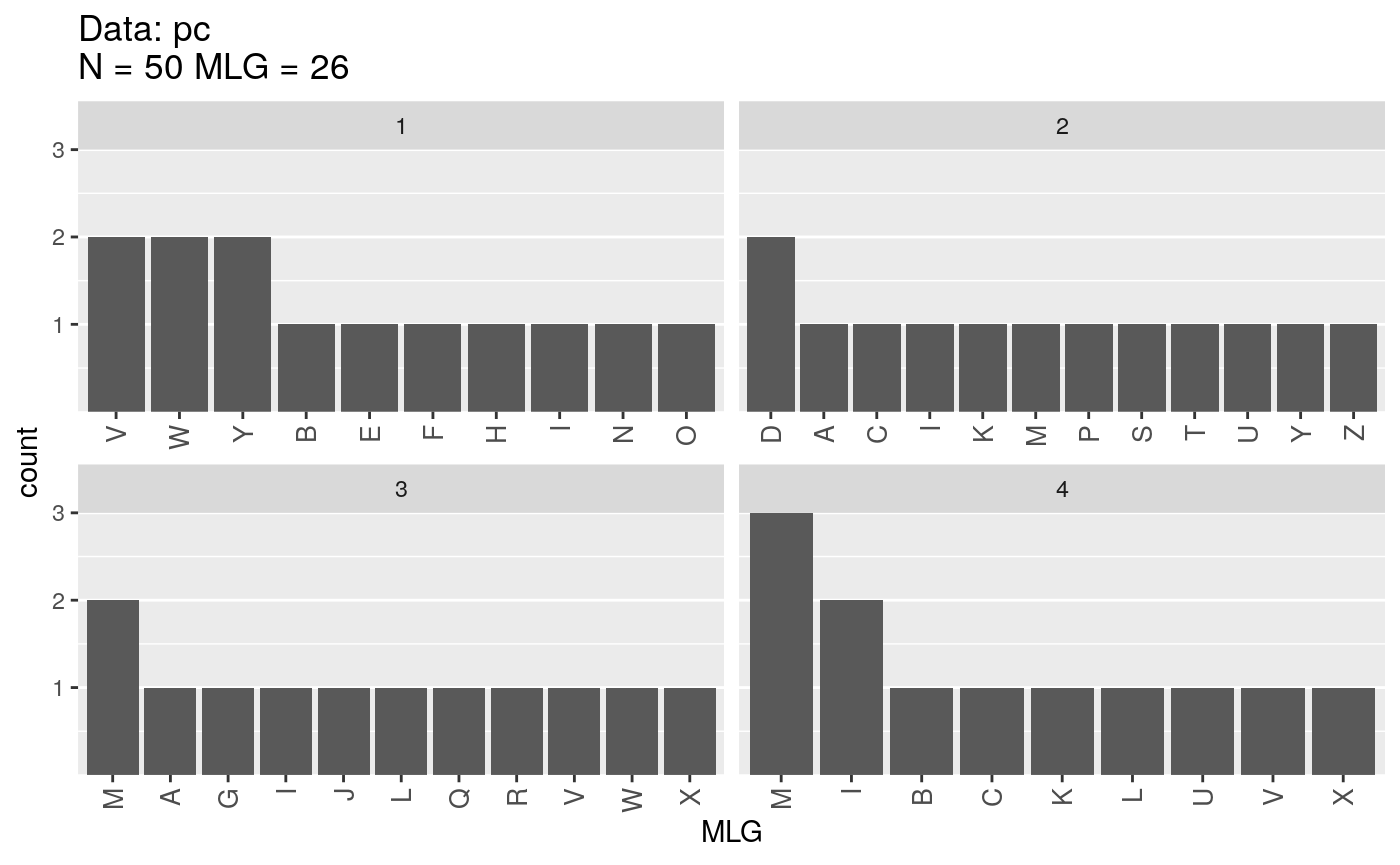 Data: pc
N = 50 MLG = 26
1
2
3
2
1
V W Y B E F H I N O
D A C I K M P S T U Y Z
count
3
4
3
2
1
M A G I J L Q R V W X
M I B C K L U V X
MLG